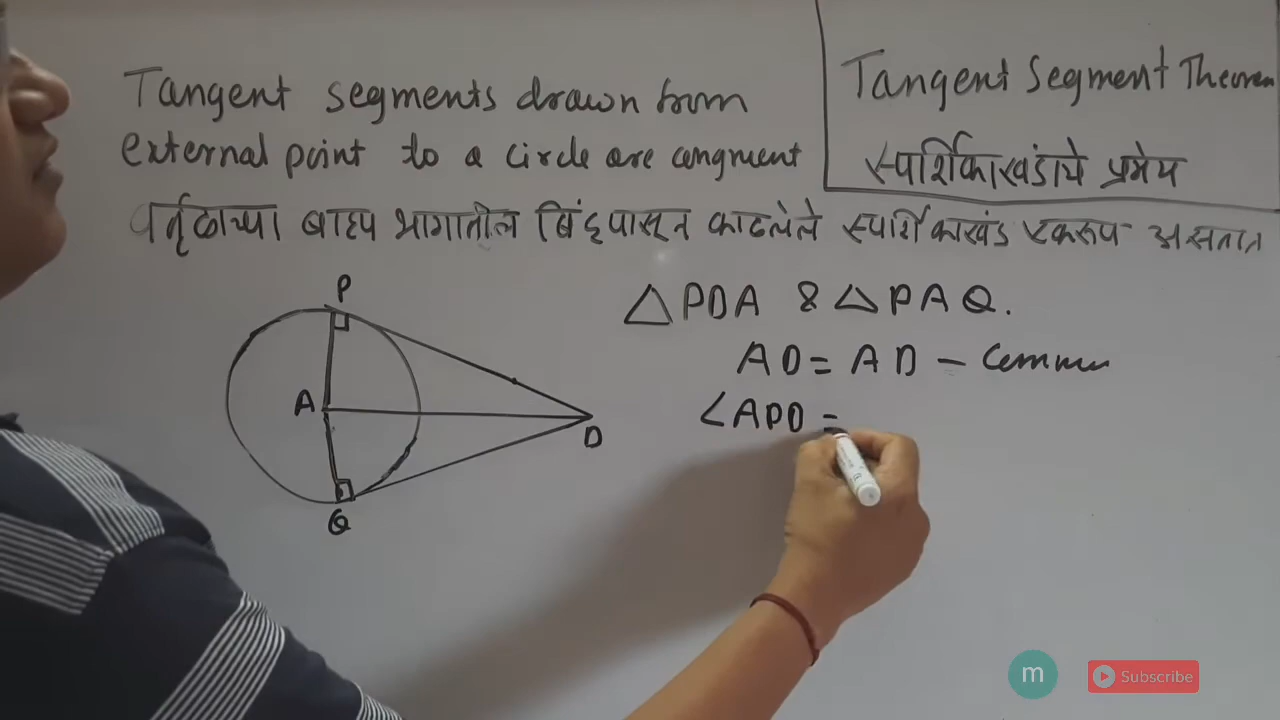 Tangent segments drawn from
external point to a circle are congruent
वर्तुळाच्या बाह्य भागातील बिंदूपासून काढलेले स्पर्शिकाखंड एकरूप असतात
Tangent Segment Theorem
स्पर्शिकाखंडाचे प्रमेय
P
A
D
Q
△PDA & △PAQ.
AD = AD - Common
∠APD =
m
Subscribe